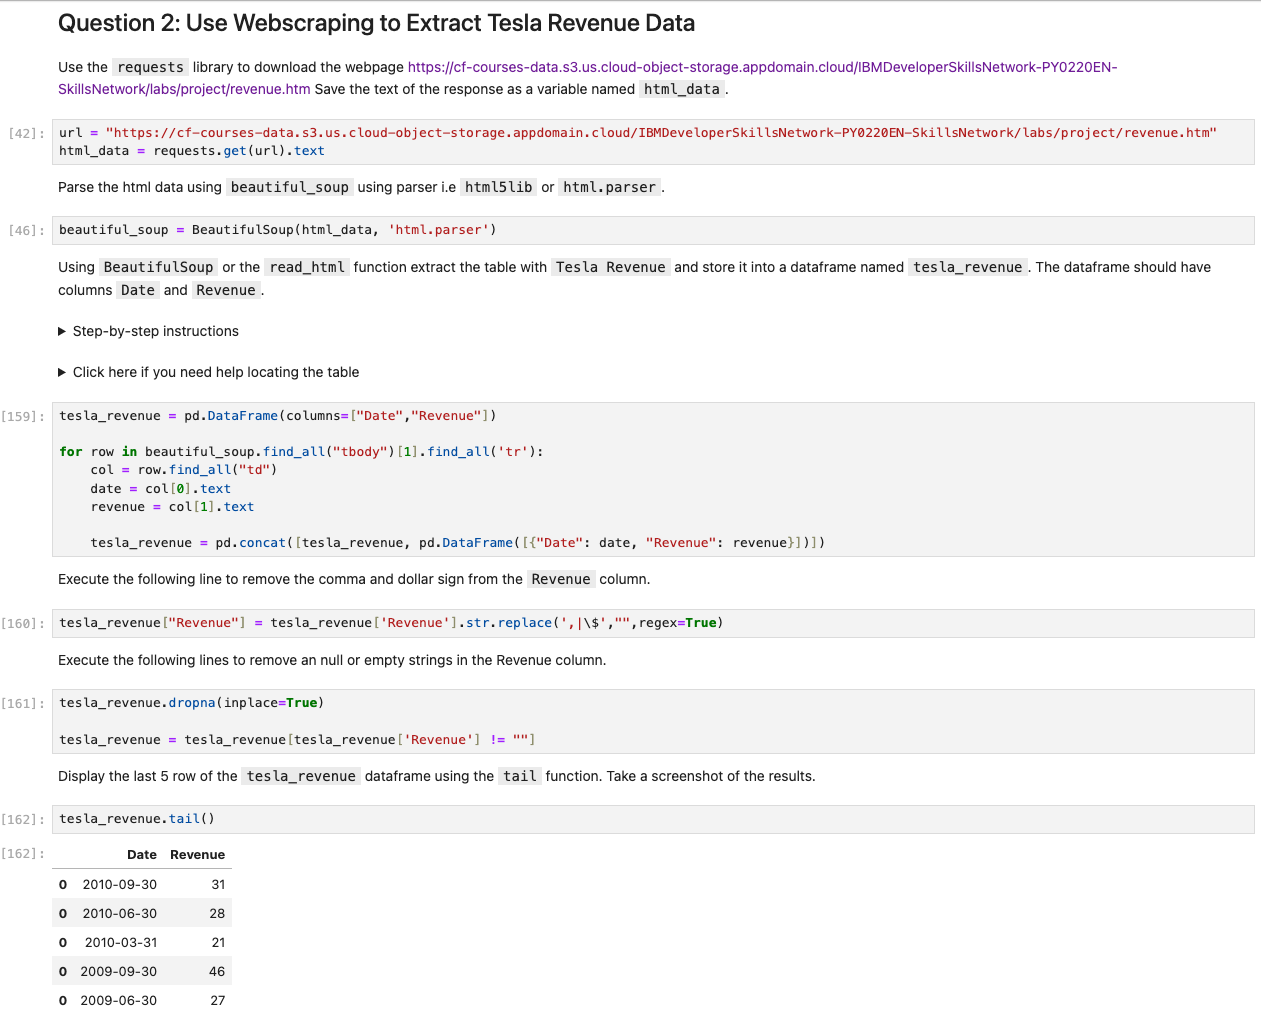 Question 2: Use Webscraping to Extract Tesla Revenue Data
Use the requests library to download the webpage https://cf-courses-data.s3.us.cloud-object-storage.appdomain.cloud/IBMDeveloperSkillsNetwork-PY0220EN-
SkillsNetwork/labs/project/revenue.htm Save the text of the response as a variable named html_data.
[42]: url = "https://cf-courses-data.s3.us.cloud-object-storage.appdomain.cloud/IBMDeveloperSkillsNetwork-PY0220EN-SkillsNetwork/labs/project/revenue.htm"
html_data = requests.get(url).text
Parse the html data using beautiful_soup using parser i.e html5lib or html.parser.
[46]: beautiful_soup = BeautifulSoup(html_data, 'html.parser')
Using BeautifulSoup or the read_html function extract the table with Tesla Revenue and store it into a dataframe named tesla_revenue. The dataframe should have
columns Date and Revenue.
▶ Step-by-step instructions
▶ Click here if you need help locating the table
[159]: tesla_revenue = pd.DataFrame(columns=["Date","Revenue"])
for row in beautiful_soup.find_all("tbody")[1].find_all('tr'):
    col = row.find_all("td")
    date = col[0].text
    revenue = col[1].text
    tesla_revenue = pd.concat([tesla_revenue, pd.DataFrame([{"Date": date, "Revenue": revenue}])])
Execute the following line to remove the comma and dollar sign from the Revenue column.
[160]: tesla_revenue["Revenue"] = tesla_revenue['Revenue'].str.replace(',|\$',"",regex=True)
Execute the following lines to remove an null or empty strings in the Revenue column.
[161]: tesla_revenue.dropna(inplace=True)
tesla_revenue = tesla_revenue[tesla_revenue['Revenue'] != ""]
Display the last 5 row of the tesla_revenue dataframe using the tail function. Take a screenshot of the results.
[162]: tesla_revenue.tail()
[162]: Date Revenue
0 2010-09-30 31
0 2010-06-30 28
0 2010-03-31 21
0 2009-09-30 46
0 2009-06-30 27